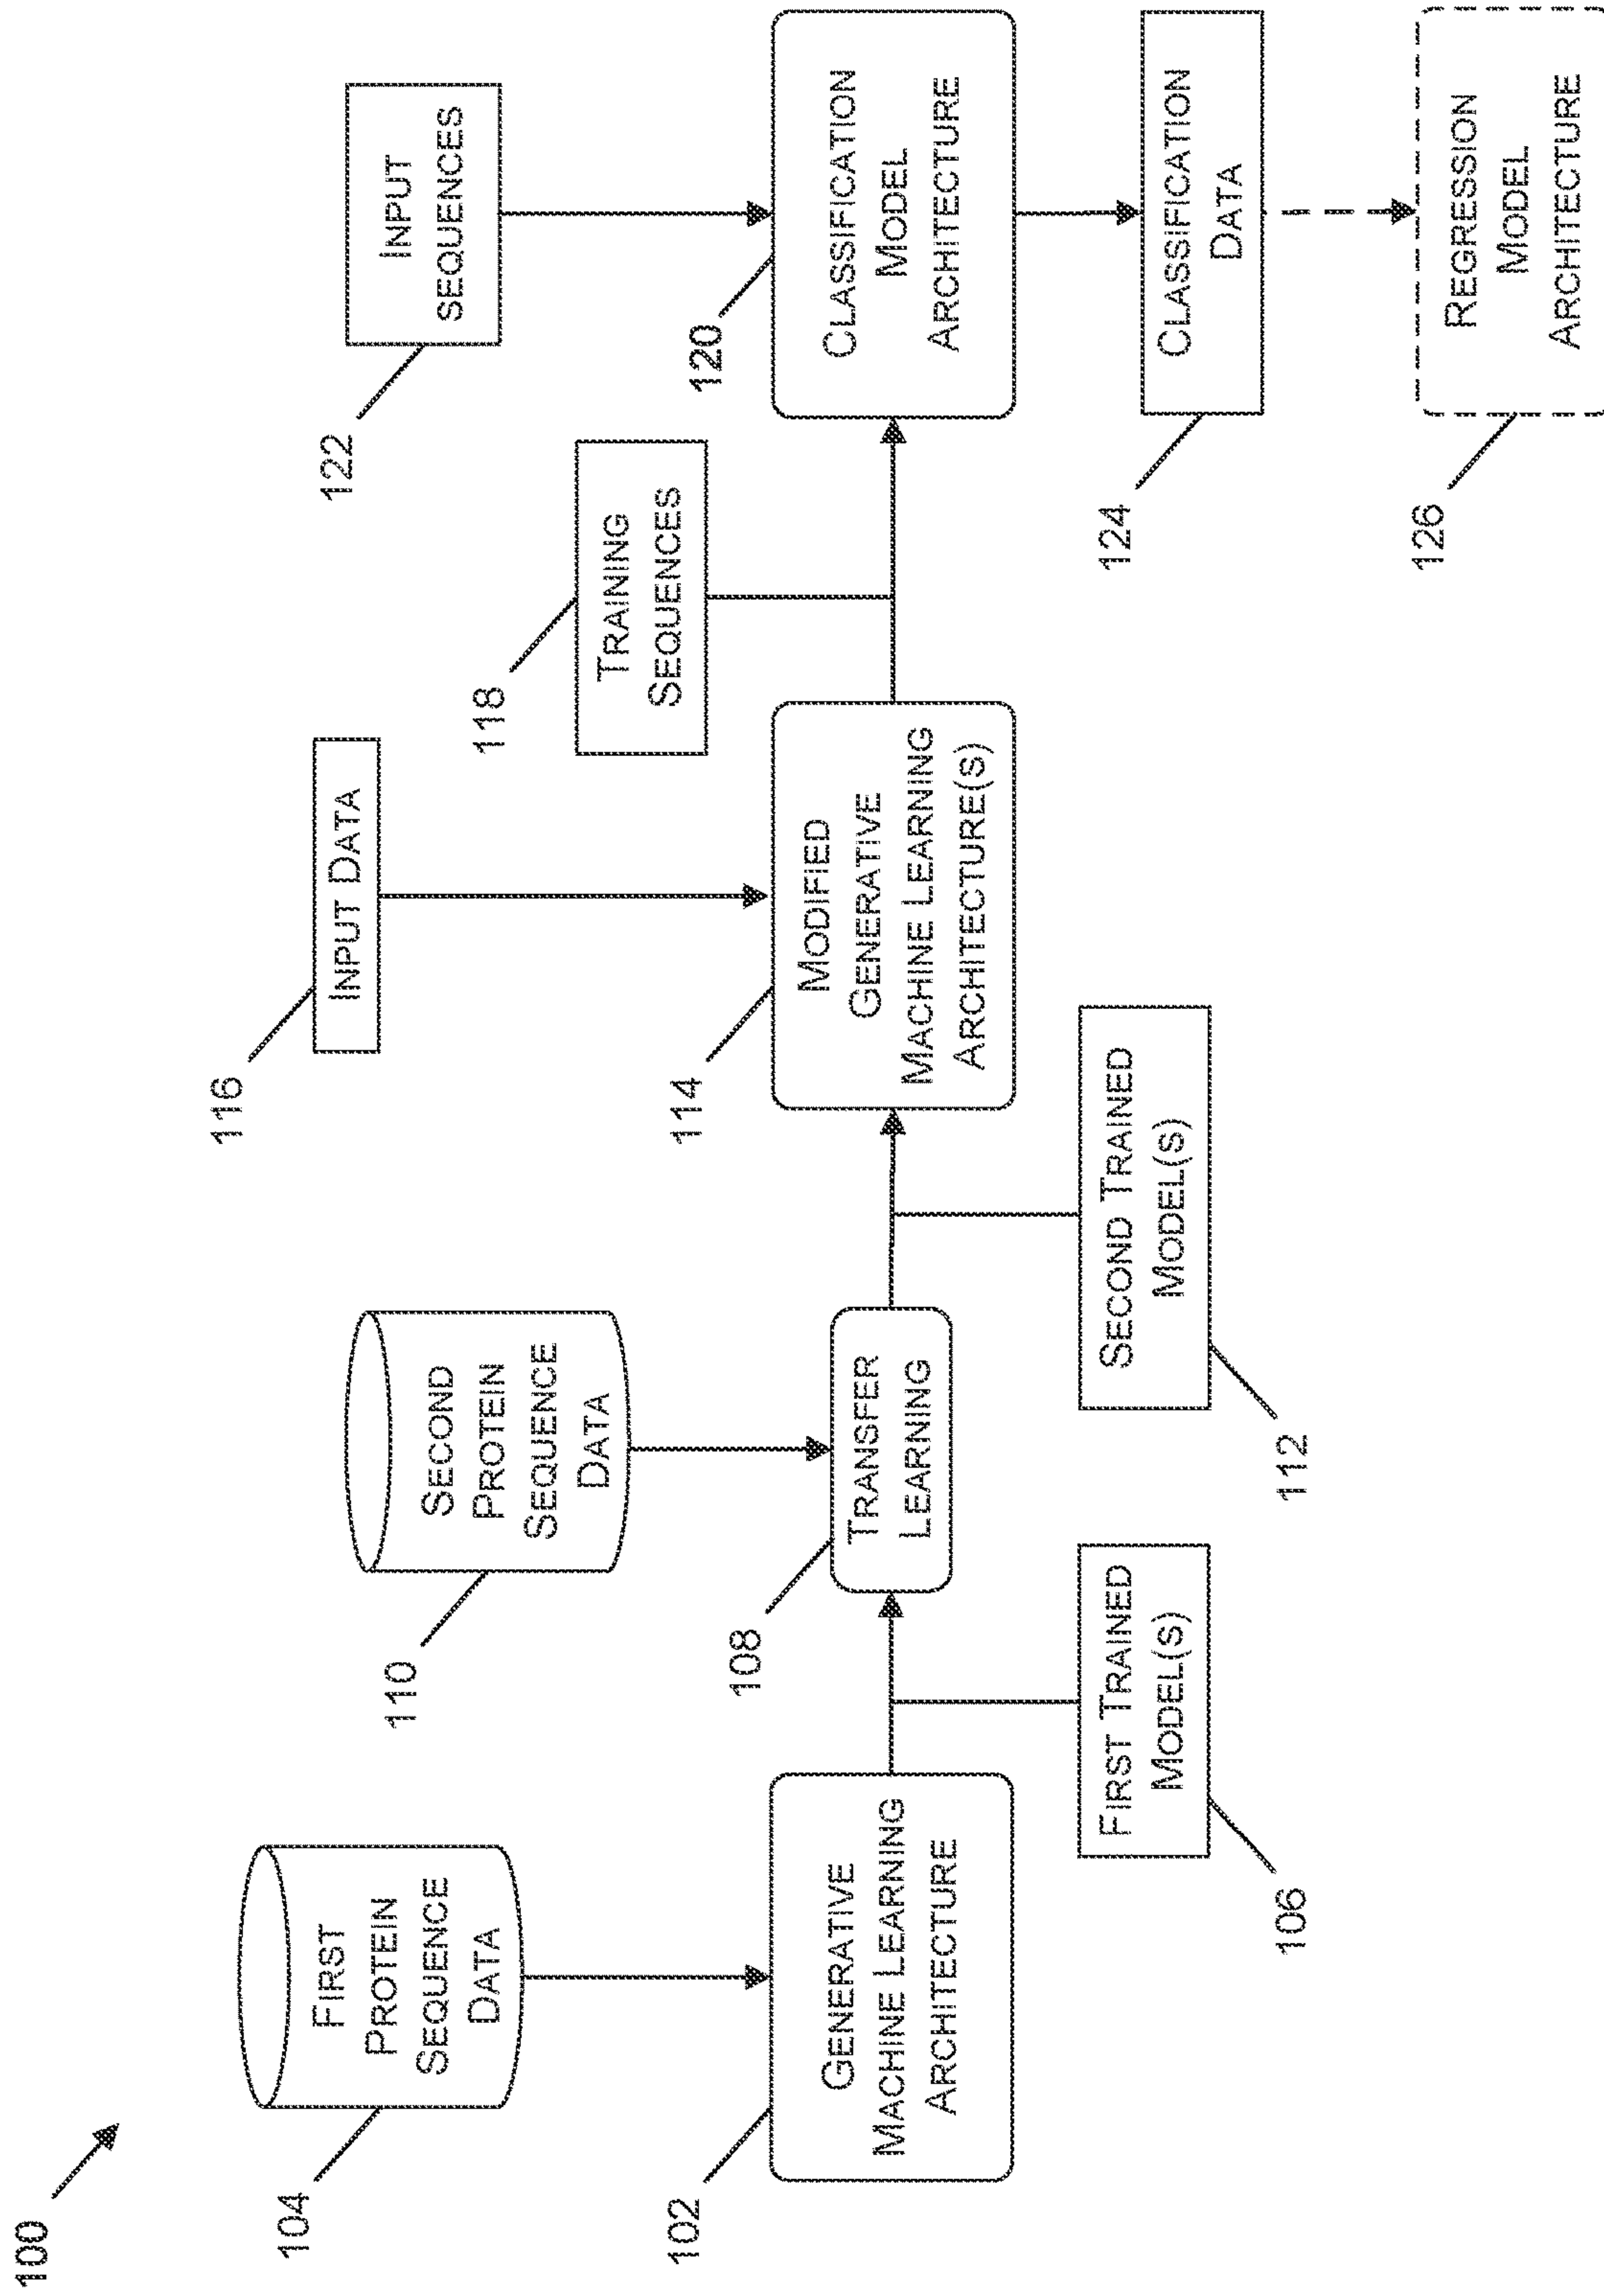 100
104
FIRST
PROTEIN
SEQUENCE
DATA
102
GENERATIVE
MACHINE LEARNING
ARCHITECTURE
FIRST TRAINED
MODEL(S)
106
110
SECOND
PROTEIN
SEQUENCE
DATA
108
TRANSFER
LEARNING
SECOND TRAINED
MODEL(S)
112
116
INPUT DATA
114
MODIFIED
GENERATIVE
MACHINE LEARNING
ARCHITECTURE(S)
118
TRAINING
SEQUENCES
122
INPUT
SEQUENCES
120
CLASSIFICATION
MODEL
ARCHITECTURE
124
CLASSIFICATION
DATA
126
REGRESSION
MODEL
ARCHITECTURE